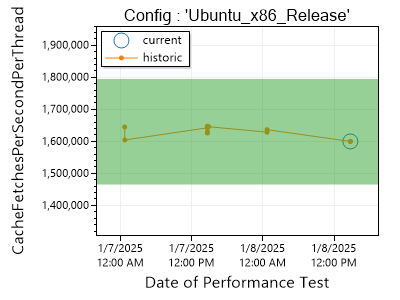 Config : 'Ubuntu_x86_Release'
CacheFetchesPerSecondPerThread
1,900,000
1,800,000
1,700,000
1,600,000
1,500,000
1,400,000
current
historic
1/7/2025 12:00 AM
1/7/2025 12:00 PM
1/8/2025 12:00 AM
1/8/2025 12:00 PM
Date of Performance Test